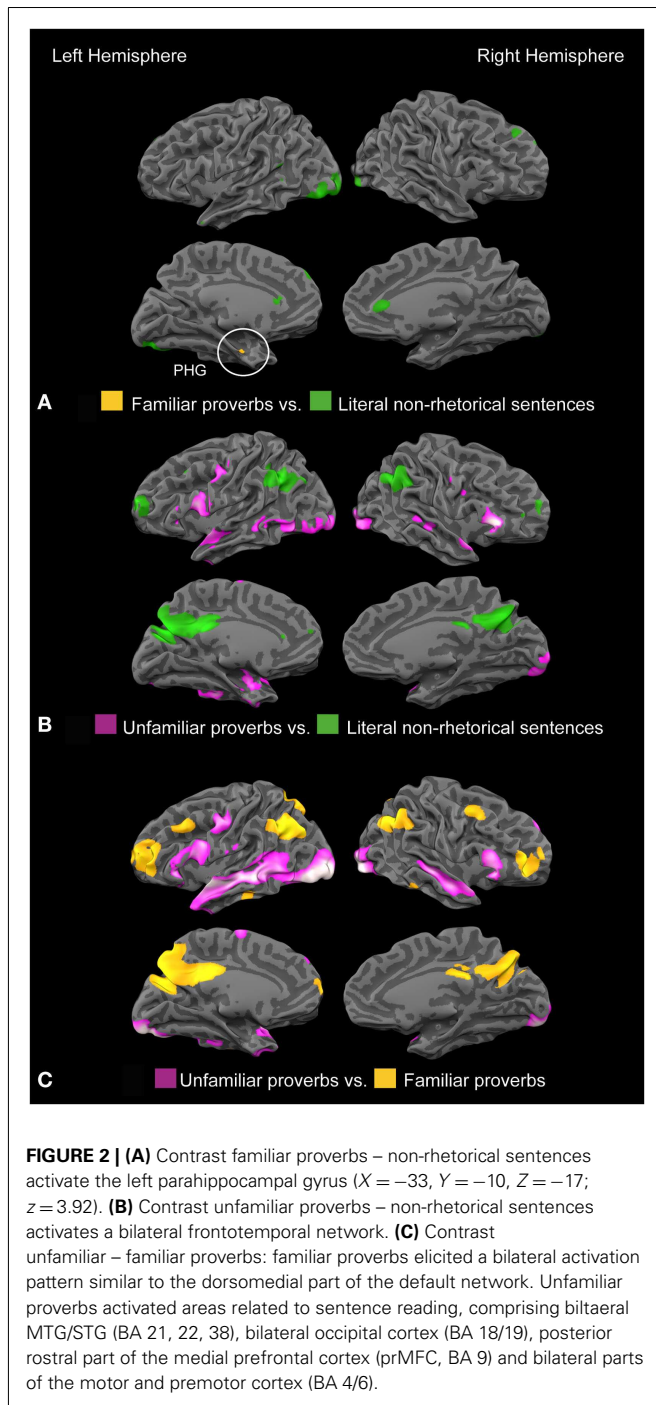 Left Hemisphere
Right Hemisphere
PHG
A Familiar proverbs vs. Literal non-rhetorical sentences
B Unfamiliar proverbs vs. Literal non-rhetorical sentences
C Unfamiliar proverbs vs. Familiar proverbs
FIGURE 2 | (A) Contrast familiar proverbs – non-rhetorical sentences
activate the left parahippocampal gyrus (X = −33, Y = −10, Z = −17;
z = 3.92). (B) Contrast unfamiliar proverbs – non-rhetorical sentences
activates a bilateral frontotemporal network. (C) Contrast
unfamiliar – familiar proverbs: familiar proverbs elicited a bilateral activation
pattern similar to the dorsomedial part of the default network. Unfamiliar
proverbs activated areas related to sentence reading, comprising biltaeral
MTG/STG (BA 21, 22, 38), bilateral occipital cortex (BA 18/19), posterior
rostral part of the medial prefrontal cortex (prMFC, BA 9) and bilateral parts
of the motor and premotor cortex (BA 4/6).